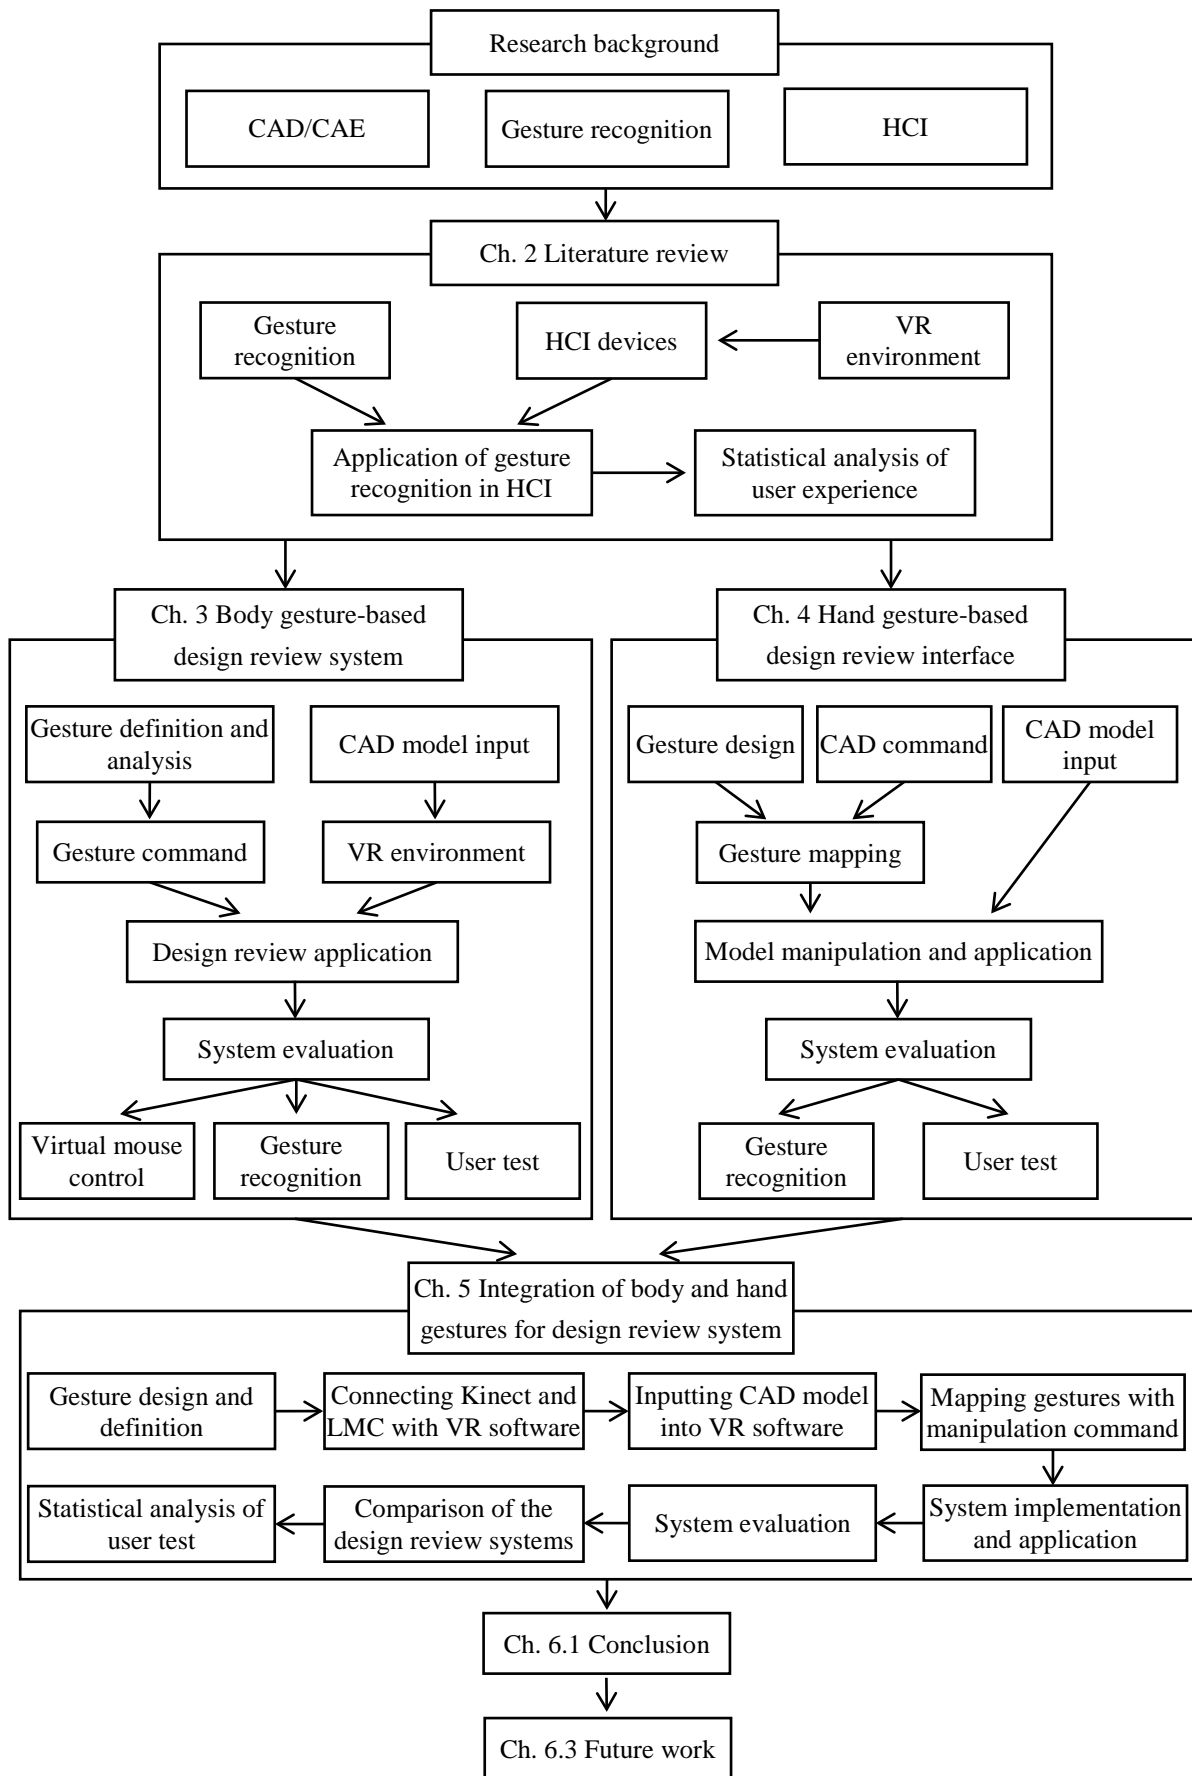 Research background
CAD/CAE
Gesture recognition
HCI
Ch. 2 Literature review
Gesture
recognition
HCI devices
VR
environment
Application of gesture
recognition in HCI
Statistical analysis of
user experience
Ch. 3 Body gesture-based
design review system
Gesture definition and
analysis
CAD model input
Gesture command
VR environment
Design review application
System evaluation
Virtual mouse
control
Gesture
recognition
User test
Ch. 4 Hand gesture-based
design review interface
Gesture design
CAD command
CAD model
input
Gesture mapping
Model manipulation and application
System evaluation
Gesture
recognition
User test
Ch. 5 Integration of body and hand
gestures for design review system
Gesture design and
definition
Connecting Kinect and
LMC with VR software
Inputting CAD model
into VR software
Mapping gestures with
manipulation command
System implementation
and application
System evaluation
Comparison of the
design review systems
Statistical analysis of
user test
Ch. 6.1 Conclusion
Ch. 6.3 Future work